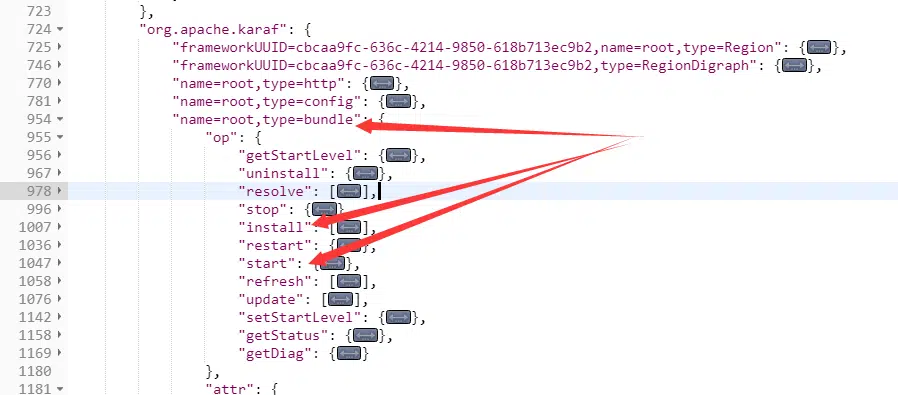 723 },
724 "org.apache.karaf": {
725 "frameworkUUID=cbcaa9fc-636c-4214-9850-618b713ec9b2,name=root,type=Region": {},
746 "frameworkUUID=cbcaa9fc-636c-4214-9850-618b713ec9b2,type=RegionDigraph": {},
770 "name=root,type=http": {},
781 "name=root,type=config": {},
954 "name=root,type=bundle": {
955 "op": {
956 "getStartLevel": {},
967 "uninstall": {},
978 "resolve": [],
996 "stop": {}
1007 "install": [],
1036 "restart": {},
1047 "start": {},
1058 "refresh": [],
1076 "update": [],
1142 "setStartLevel": {},
1158 "getStatus": {},
1169 "getDiag": {}
1180 },
1181 "attr": {